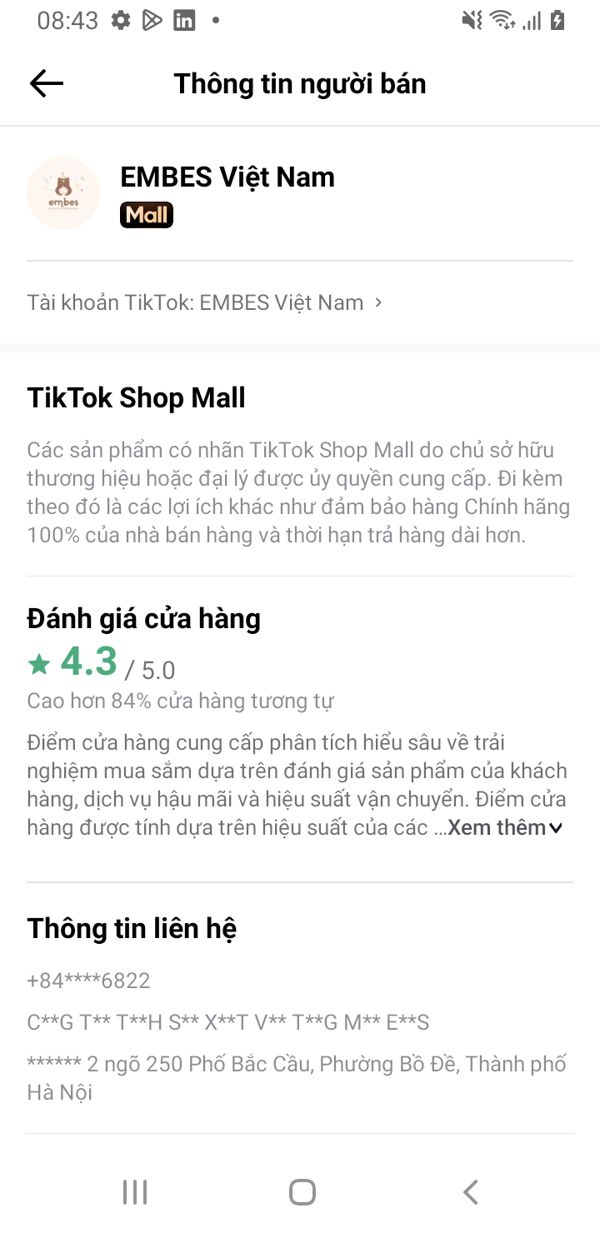 08:43
Thông tin người bán
embes
EMBES Việt Nam
Mall
Tài khoản TikTok: EMBES Việt Nam
TikTok Shop Mall
Các sản phẩm có nhãn TikTok Shop Mall do chủ sở hữu
thương hiệu hoặc đại lý được ủy quyền cung cấp. Đi kèm
theo đó là các lợi ích khác như đảm bảo hàng Chính hãng
100% của nhà bán hàng và thời hạn trả hàng dài hơn.
Đánh giá cửa hàng
4.3 / 5.0
Cao hơn 84% cửa hàng tương tự
Điểm cửa hàng cung cấp phân tích hiểu sâu về trải
nghiệm mua sắm dựa trên đánh giá sản phẩm của khách
hàng, dịch vụ hậu mãi và hiệu suất vận chuyển. Điểm cửa
hàng được tính dựa trên hiệu suất của các ...Xem thêm
Thông tin liên hệ
+84****6822
C**G T** T**H S** X**T V** T**G M** E**S
****** 2 ngõ 250 Phố Bắc Cầu, Phường Bồ Đề, Thành phố
Hà Nội